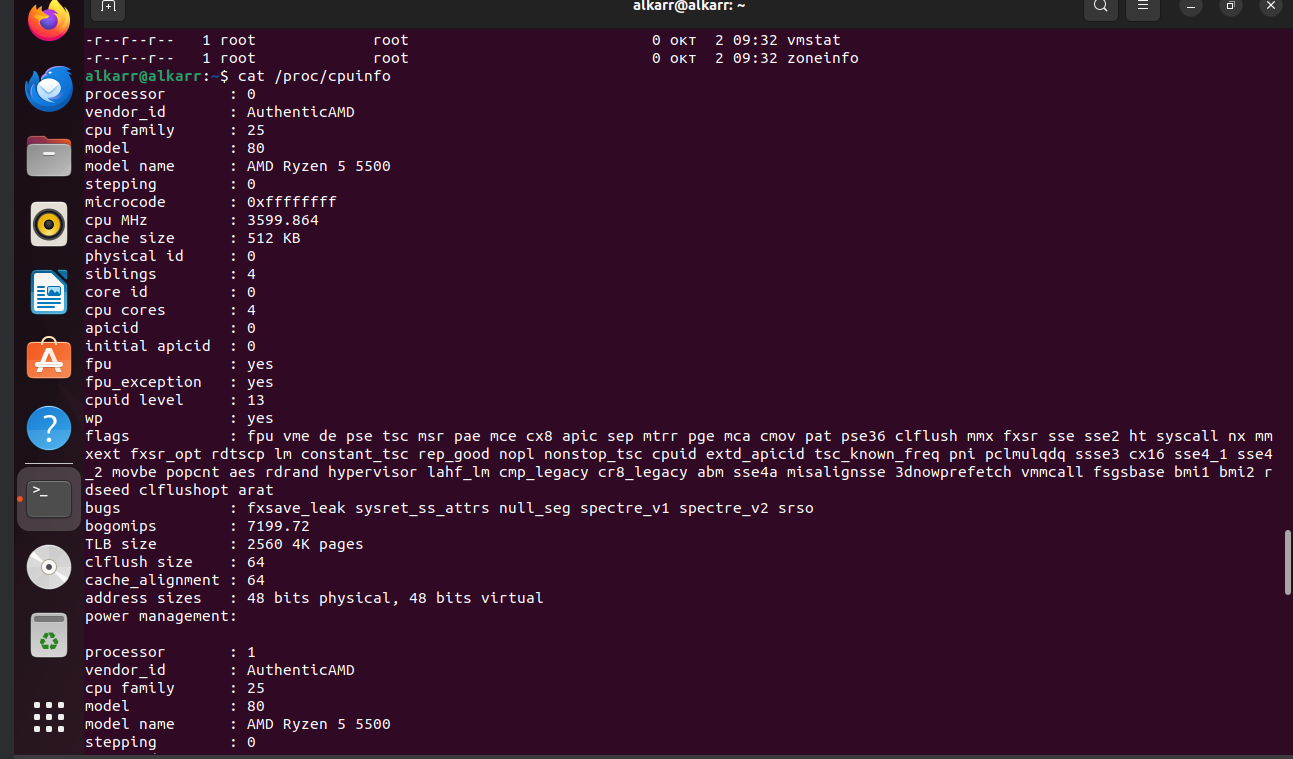 alkarr@alkarr: ~
-r--r--r--   1 root             root                           0 окт  2 09:32 vmstat
-r--r--r--   1 root             root                           0 окт  2 09:32 zoneinfo
alkarr@alkarr:~$ cat /proc/cpuinfo
processor       : 0
vendor_id       : AuthenticAMD
cpu family      : 25
model           : 80
model name      : AMD Ryzen 5 5500
stepping        : 0
microcode       : 0xffffffff
cpu MHz         : 3599.864
cache size      : 512 KB
physical id     : 0
siblings        : 4
core id         : 0
cpu cores       : 4
apicid          : 0
initial apicid  : 0
fpu             : yes
fpu_exception   : yes
cpuid level     : 13
wp              : yes
flags           : fpu vme de pse tsc msr pae mce cx8 apic sep mtrr pge mca cmov pat pse36 clflush mmx fxsr sse sse2 ht syscall nx mm
xext fxsr_opt rdtscp lm constant_tsc rep_good nopl nonstop_tsc cpuid extd_apicid tsc_known_freq pni pclmulqdq ssse3 cx16 sse4_1 sse4
_2 movbe popcnt aes rdrand hypervisor lahf_lm cmp_legacy cr8_legacy abm sse4a misalignsse 3dnowprefetch vmmcall fsgsbase bmi1 bmi2 r
dseed clflushopt arat
bugs            : fxsave_leak sysret_ss_attrs null_seg spectre_v1 spectre_v2 srso
bogomips        : 7199.72
TLB size        : 2560 4K pages
clflush size    : 64
cache_alignment : 64
address sizes   : 48 bits physical, 48 bits virtual
power management:
processor       : 1
vendor_id       : AuthenticAMD
cpu family      : 25
model           : 80
model name      : AMD Ryzen 5 5500
stepping        : 0